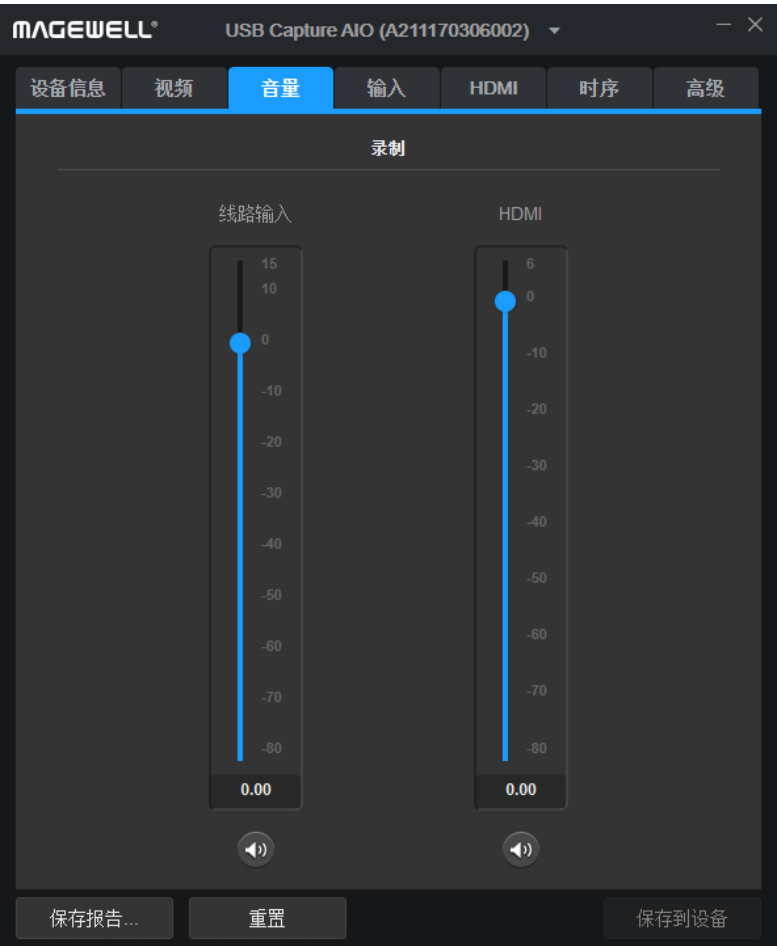 MAGEWELL® USB Capture AIO (A211170306002)
设备信息 视频 音量 输入 HDMI 时序 高级
录制
线路输入 HDMI
15 6
10 0
0 -10
-10 -20
-20 -30
-30 -40
-40 -50
-50 -60
-60 -70
-70 -80
-80
0.00 0.00
保存报告... 重置 保存到设备